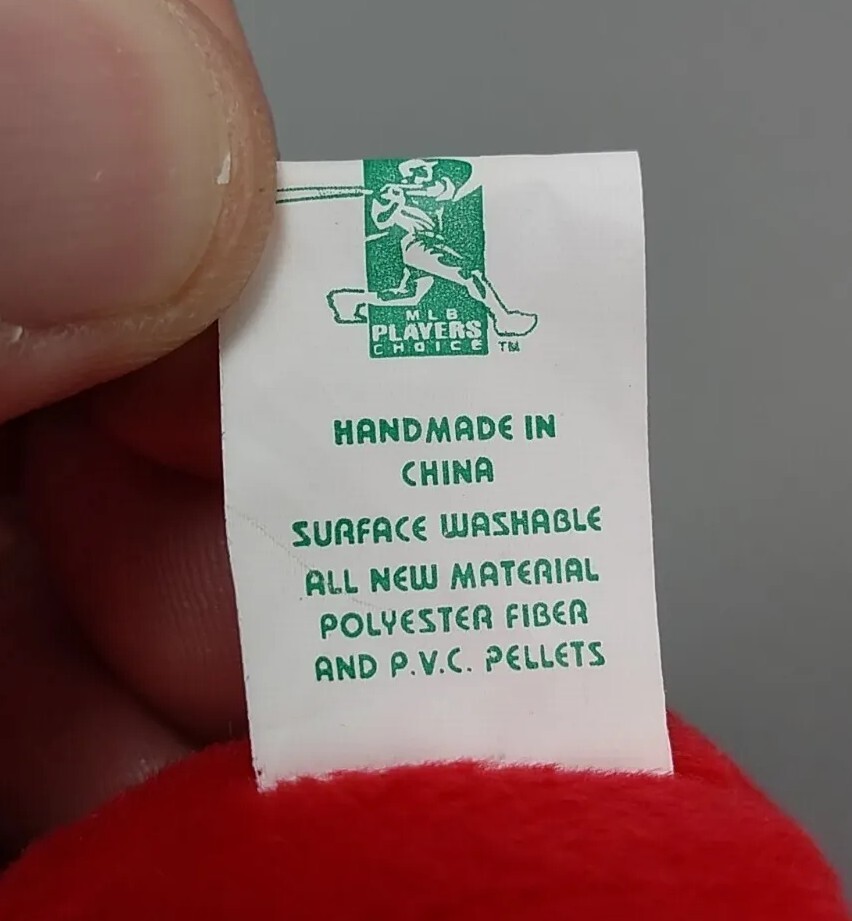 MLB
PLAYERS
CHOICE TM
HANDMADE IN
CHINA
SURFACE WASHABLE
ALL NEW MATERIAL
POLYESTER FIBER
AND P.V.C. PELLETS